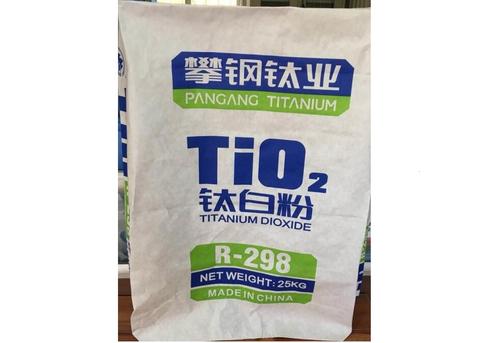 攀钢钛业
PANGANG TITANIUM
TiO2
钛白粉
TITANIUM DIOXIDE
R-298
NET WEIGHT: 25KG
MADE IN CHINA